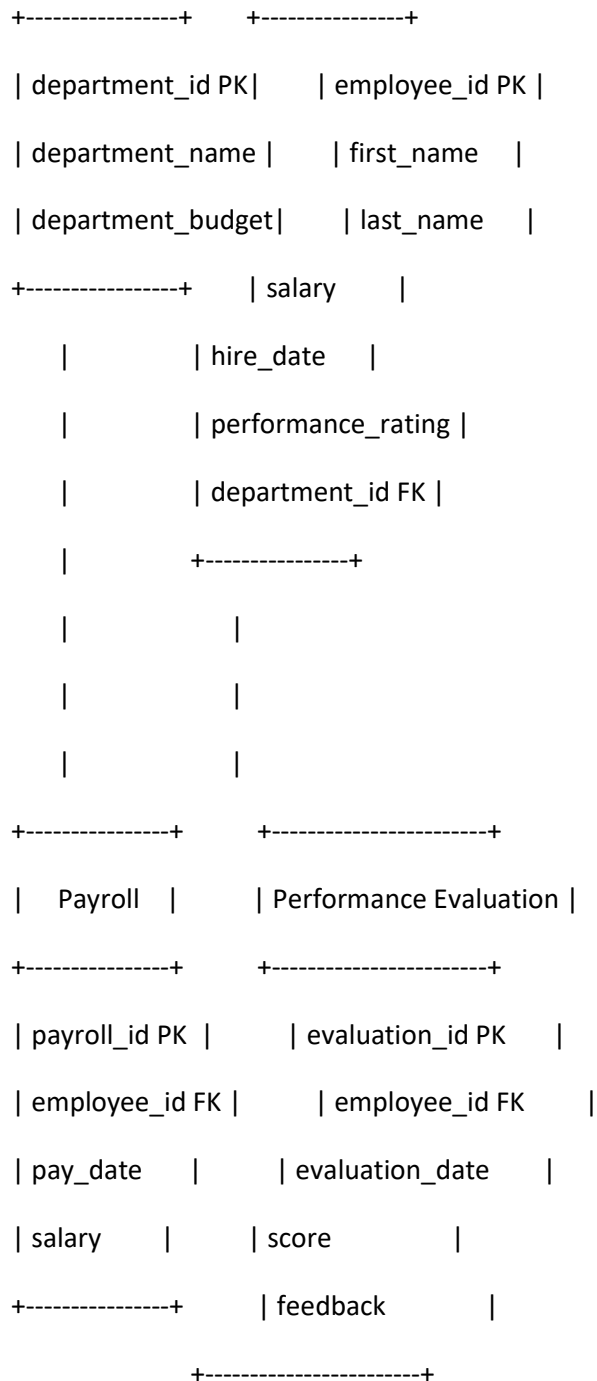 +-----------------+ +----------------+
| department_id PK| | employee_id PK |
| department_name | | first_name |
| department_budget| | last_name |
+-----------------+ | salary |
| | hire_date |
| | performance_rating |
| | department_id FK |
| +----------------+
| |
| |
| |
+----------------+ +------------------------+
| Payroll | | Performance Evaluation |
+----------------+ +------------------------+
| payroll_id PK | | evaluation_id PK |
| employee_id FK | | employee_id FK |
| pay_date | | evaluation_date |
| salary | | score |
+----------------+ | feedback |
+------------------------+